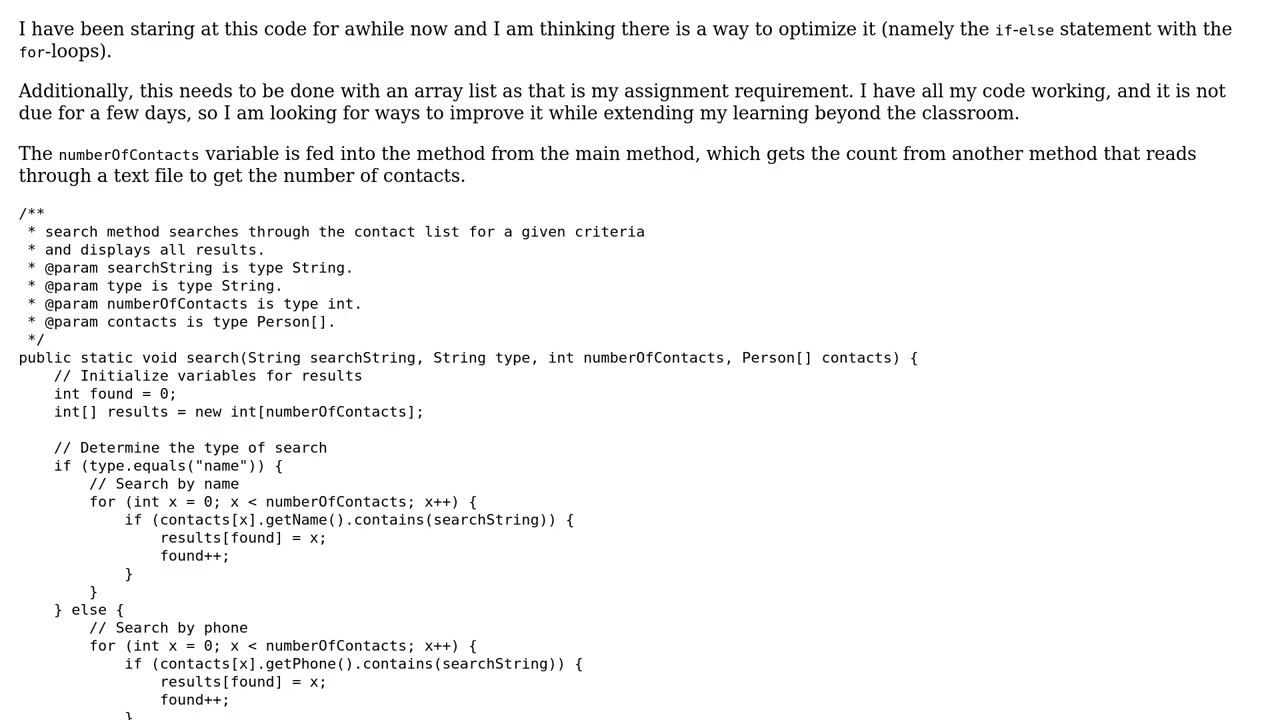 I have been staring at this code for awhile now and I am thinking there is a way to optimize it (namely the if-else statement with the
for-loops).
Additionally, this needs to be done with an array list as that is my assignment requirement. I have all my code working, and it is not
due for a few days, so I am looking for ways to improve it while extending my learning beyond the classroom.
The numberOfContacts variable is fed into the method from the main method, which gets the count from another method that reads
through a text file to get the number of contacts.
/**
 * search method searches through the contact list for a given criteria
 * and displays all results.
 * @param searchString is type String.
 * @param type is type String.
 * @param numberOfContacts is type int.
 * @param contacts is type Person[].
 */
public static void search(String searchString, String type, int numberOfContacts, Person[] contacts) {
    // Initialize variables for results
    int found = 0;
    int[] results = new int[numberOfContacts];
    // Determine the type of search
    if (type.equals("name")) {
        // Search by name
        for (int x = 0; x < numberOfContacts; x++) {
            if (contacts[x].getName().contains(searchString)) {
                results[found] = x;
                found++;
            }
        }
    } else {
        // Search by phone
        for (int x = 0; x < numberOfContacts; x++) {
            if (contacts[x].getPhone().contains(searchString)) {
                results[found] = x;
                found++;
            }